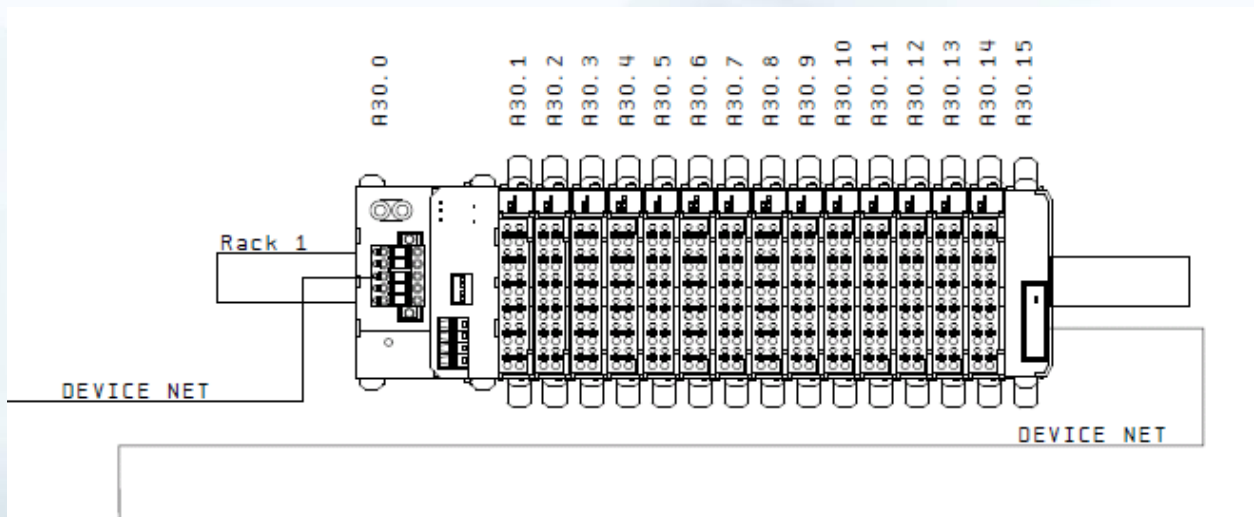 A30.0
A30.1
A30.2
A30.3
A30.4
A30.5
A30.6
A30.7
A30.8
A30.9
A30.10
A30.11
A30.12
A30.13
A30.14
A30.15
Rack 1
DEVICE NET
DEVICE NET